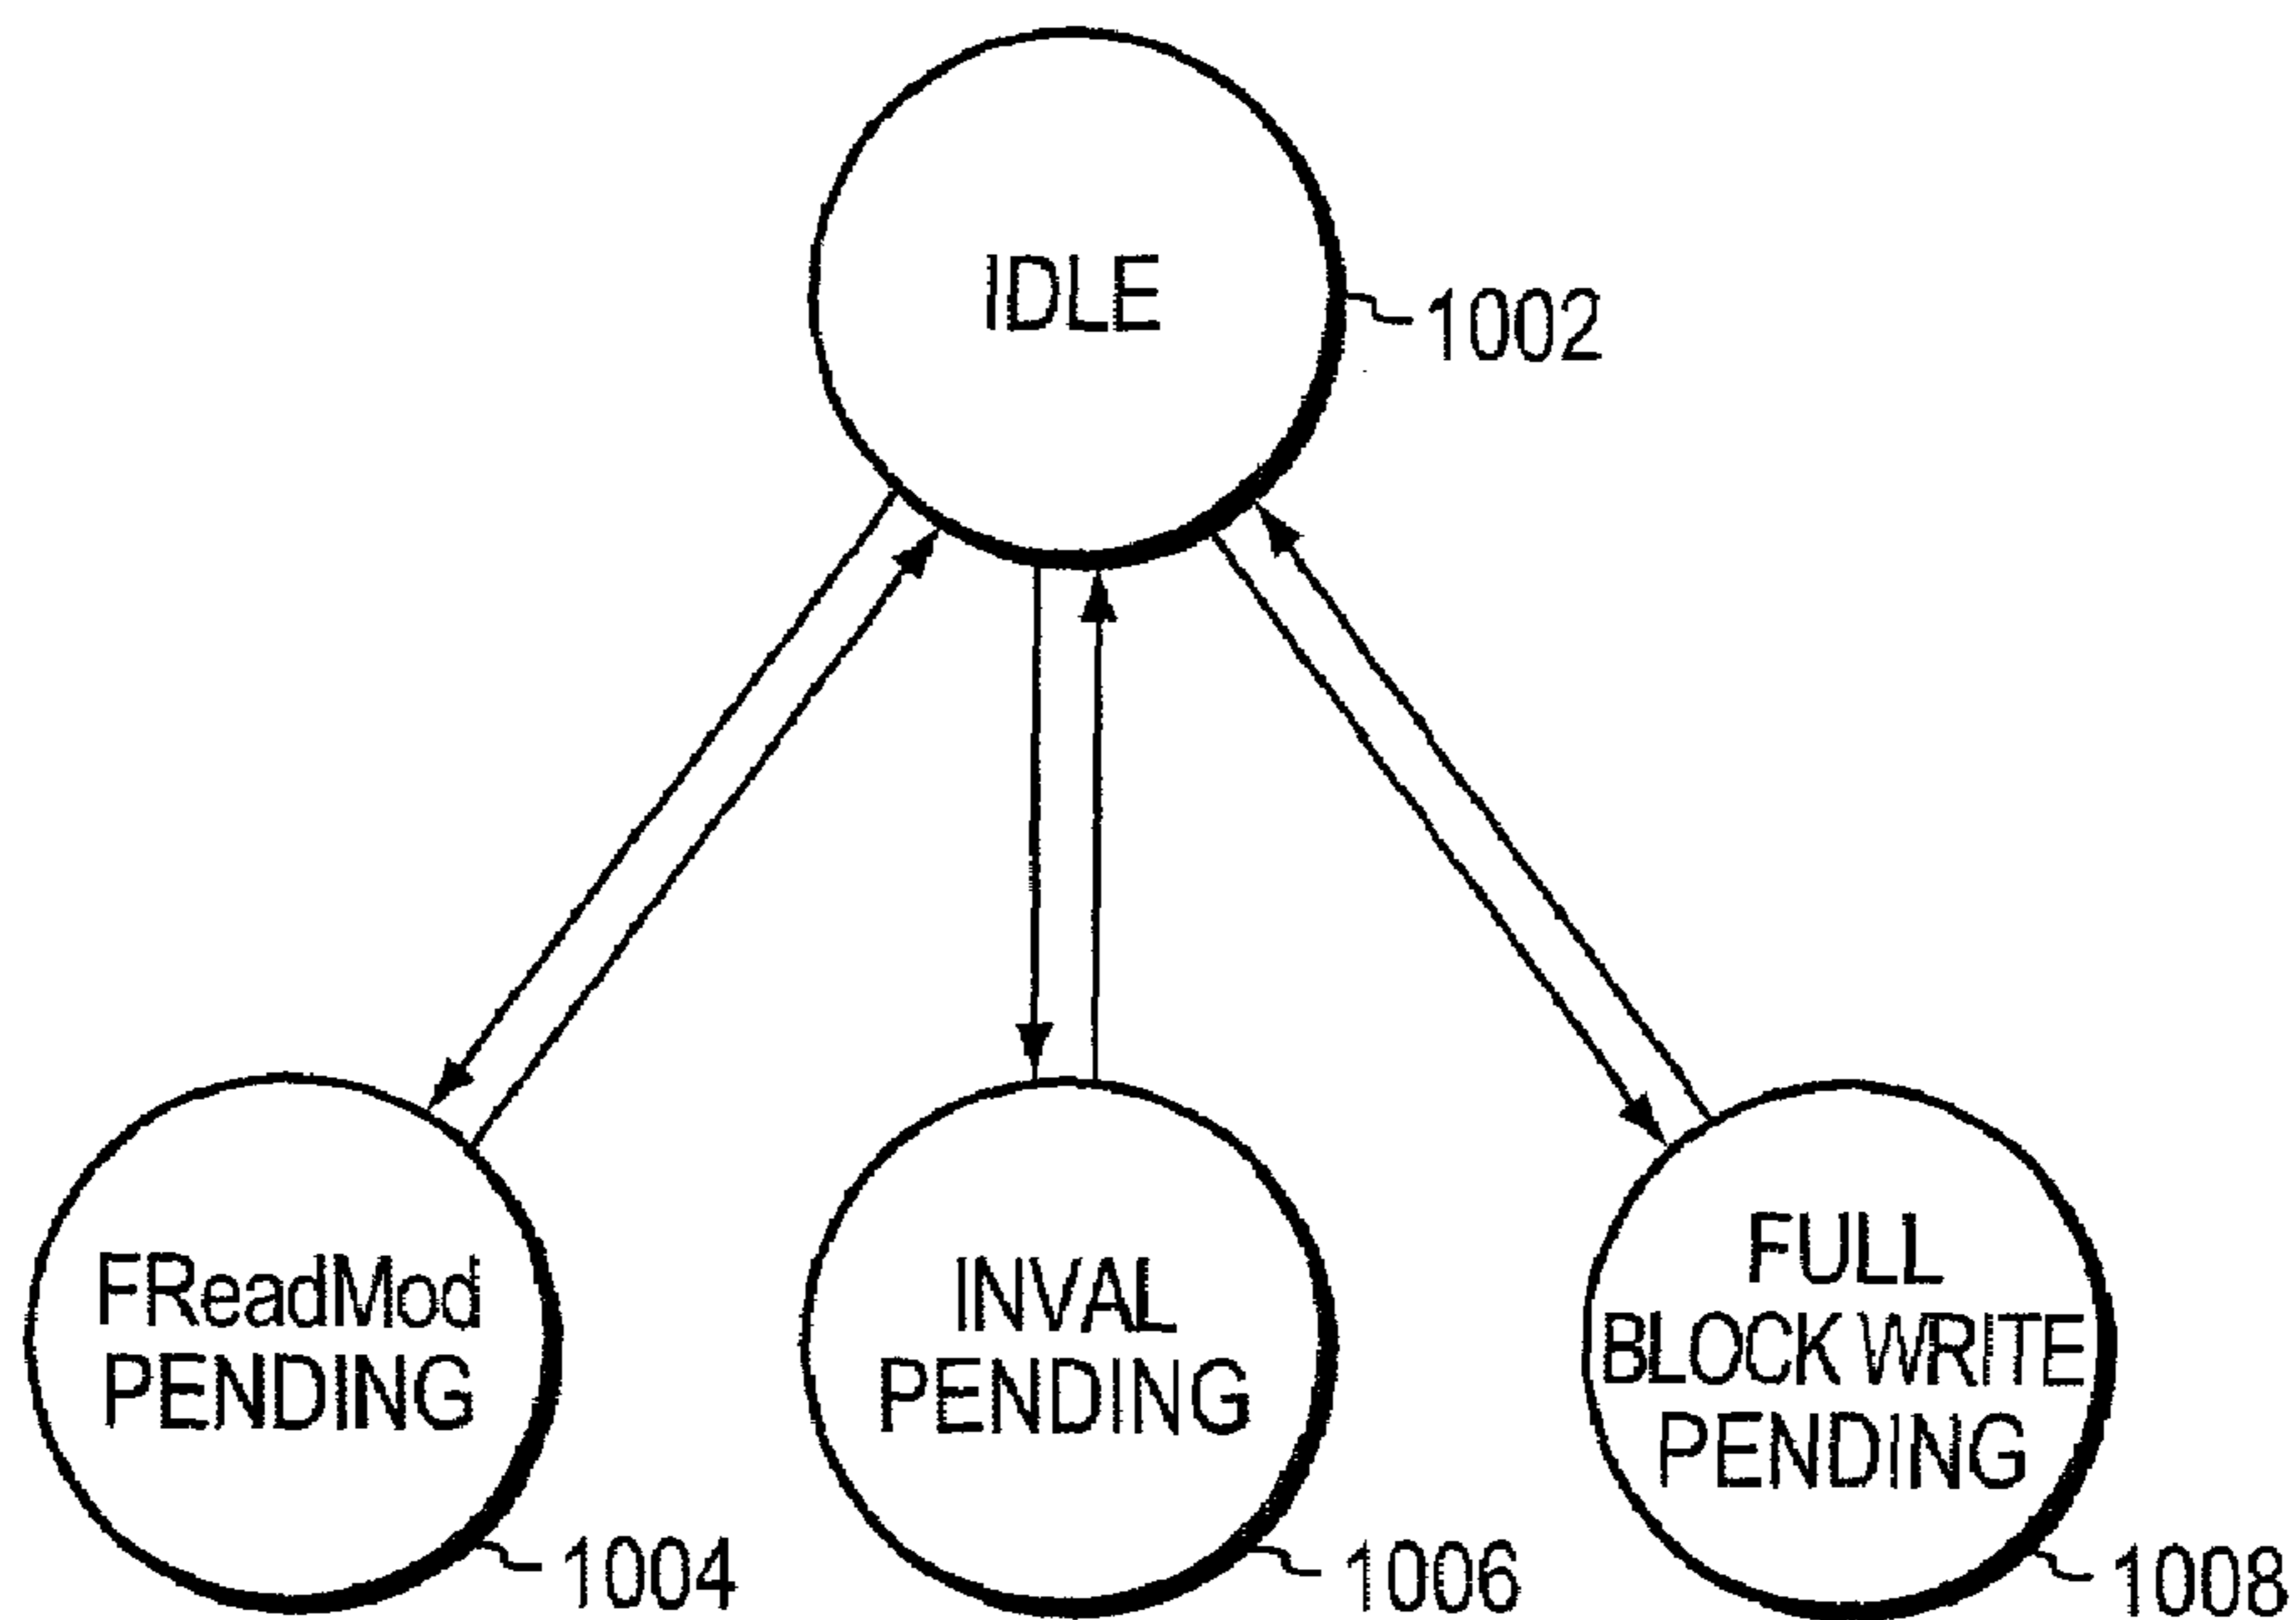 IDLE
1002
FReadMod
PENDING
1004
INVAL
PENDING
1006
FULL
BLOCK WRITE
PENDING
1008